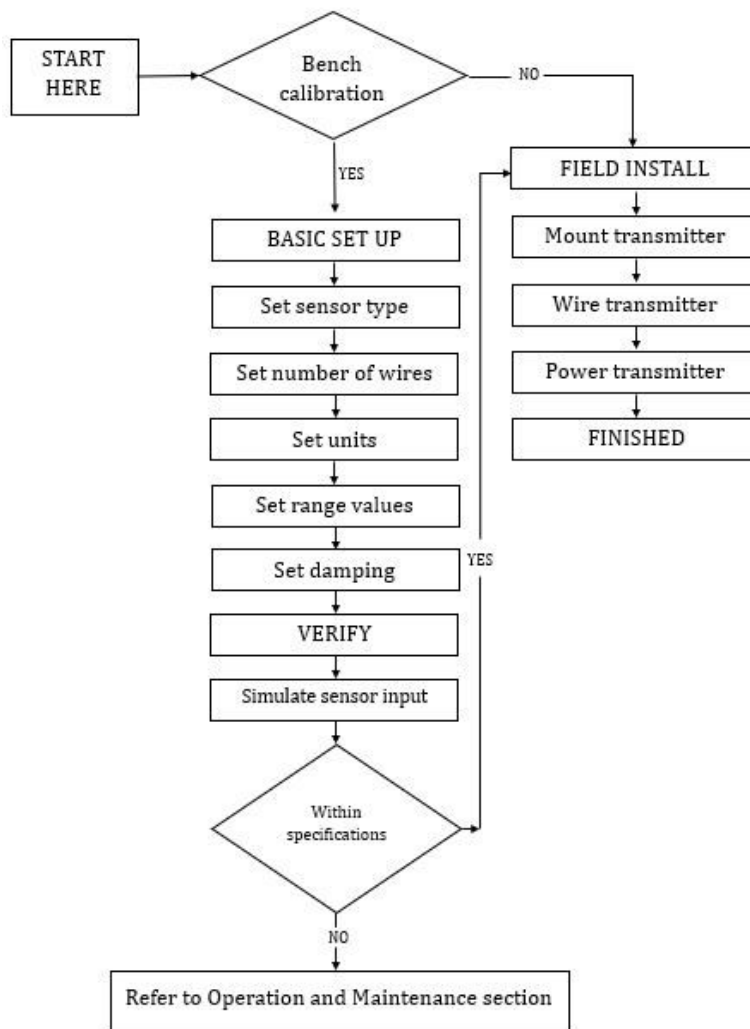 START
HERE
Bench
calibration
NO
YES
FIELD INSTALL
BASIC SET UP
Mount transmitter
Set sensor type
Wire transmitter
Set number of wires
Power transmitter
Set units
FINISHED
Set range values
Set damping
YES
VERIFY
Simulate sensor input
Within
specifications
NO
Refer to Operation and Maintenance section